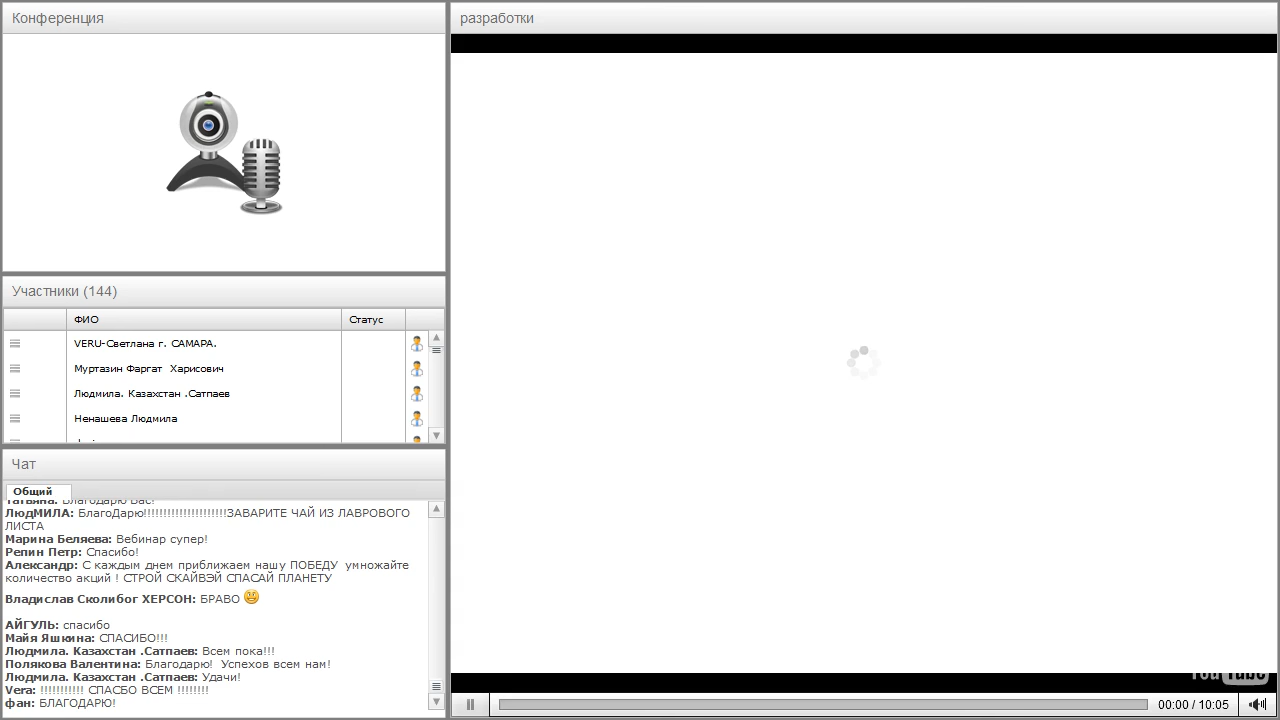 Конференция
разработки
Участники (144)
ФИО
Статус
VERU-Светлана г. САМАРА.
Муртазин Фаргат  Харисович
Людмила. Казахстан .Сатпаев
Ненашева Людмила
Чат
Общий
Татьяна: Благодарю Вас!
ЛюдМИЛА: БлагоДарю!!!!!!!!!!!!!!!!!!!!!ЗАВАРИТЕ ЧАЙ ИЗ ЛАВРОВОГО
ЛИСТА
Марина Беляева: Вебинар супер!
Репин Петр: Спасибо!
Александр: С каждым днем приближаем нашу ПОБЕДУ  умножайте
количество акций ! СТРОЙ СКАЙВЭЙ СПАСАЙ ПЛАНЕТУ
Владислав Сколибог ХЕРСОН: БРАВО
АЙГУЛЬ: спасибо
Майя Яшкина: СПАСИБО!!!
Людмила. Казахстан .Сатпаев: Всем пока!!!
Полякова Валентина: Благодарю!  Успехов всем нам!
Людмила. Казахстан .Сатпаев: Удачи!
Vera: !!!!!!!!!!! СПАСБО ВСЕМ !!!!!!!!
фан: БЛАГОДАРЮ!
YouTube
00:00 / 10:05